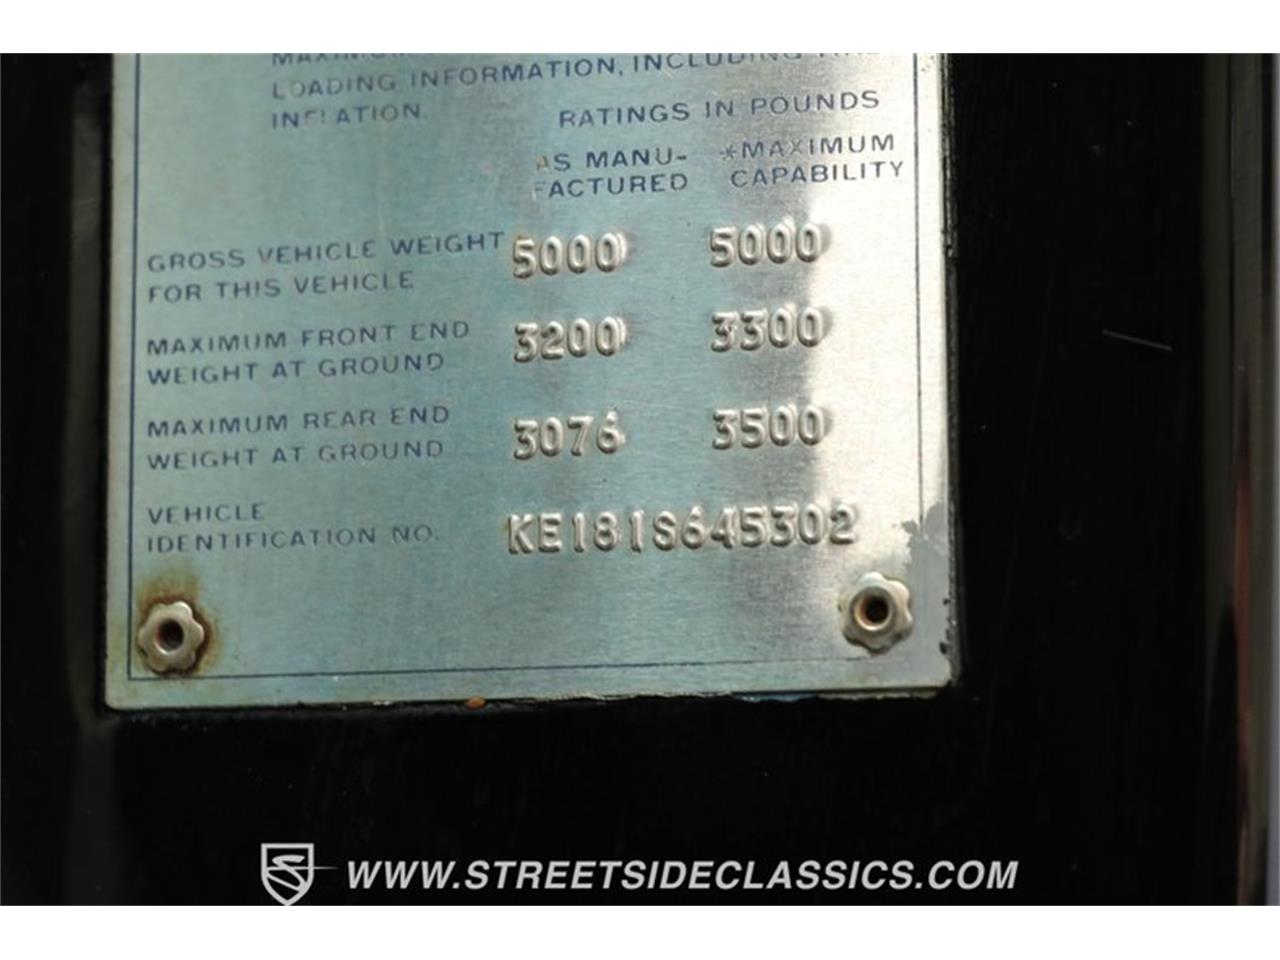 LOADING INFORMATION, INCLUDING
INFLATION.
RATINGS IN POUNDS
AS MANU- *MAXIMUM
FACTURED CAPABILITY
GROSS VEHICLE WEIGHT 5000 5000
FOR THIS VEHICLE
MAXIMUM FRONT END 3200 3300
WEIGHT AT GROUND
MAXIMUM REAR END 3076 3500
WEIGHT AT GROUND
VEHICLE
IDENTIFICATION NO. KE181S645302
WWW.STREETSIDECLASSICS.COM